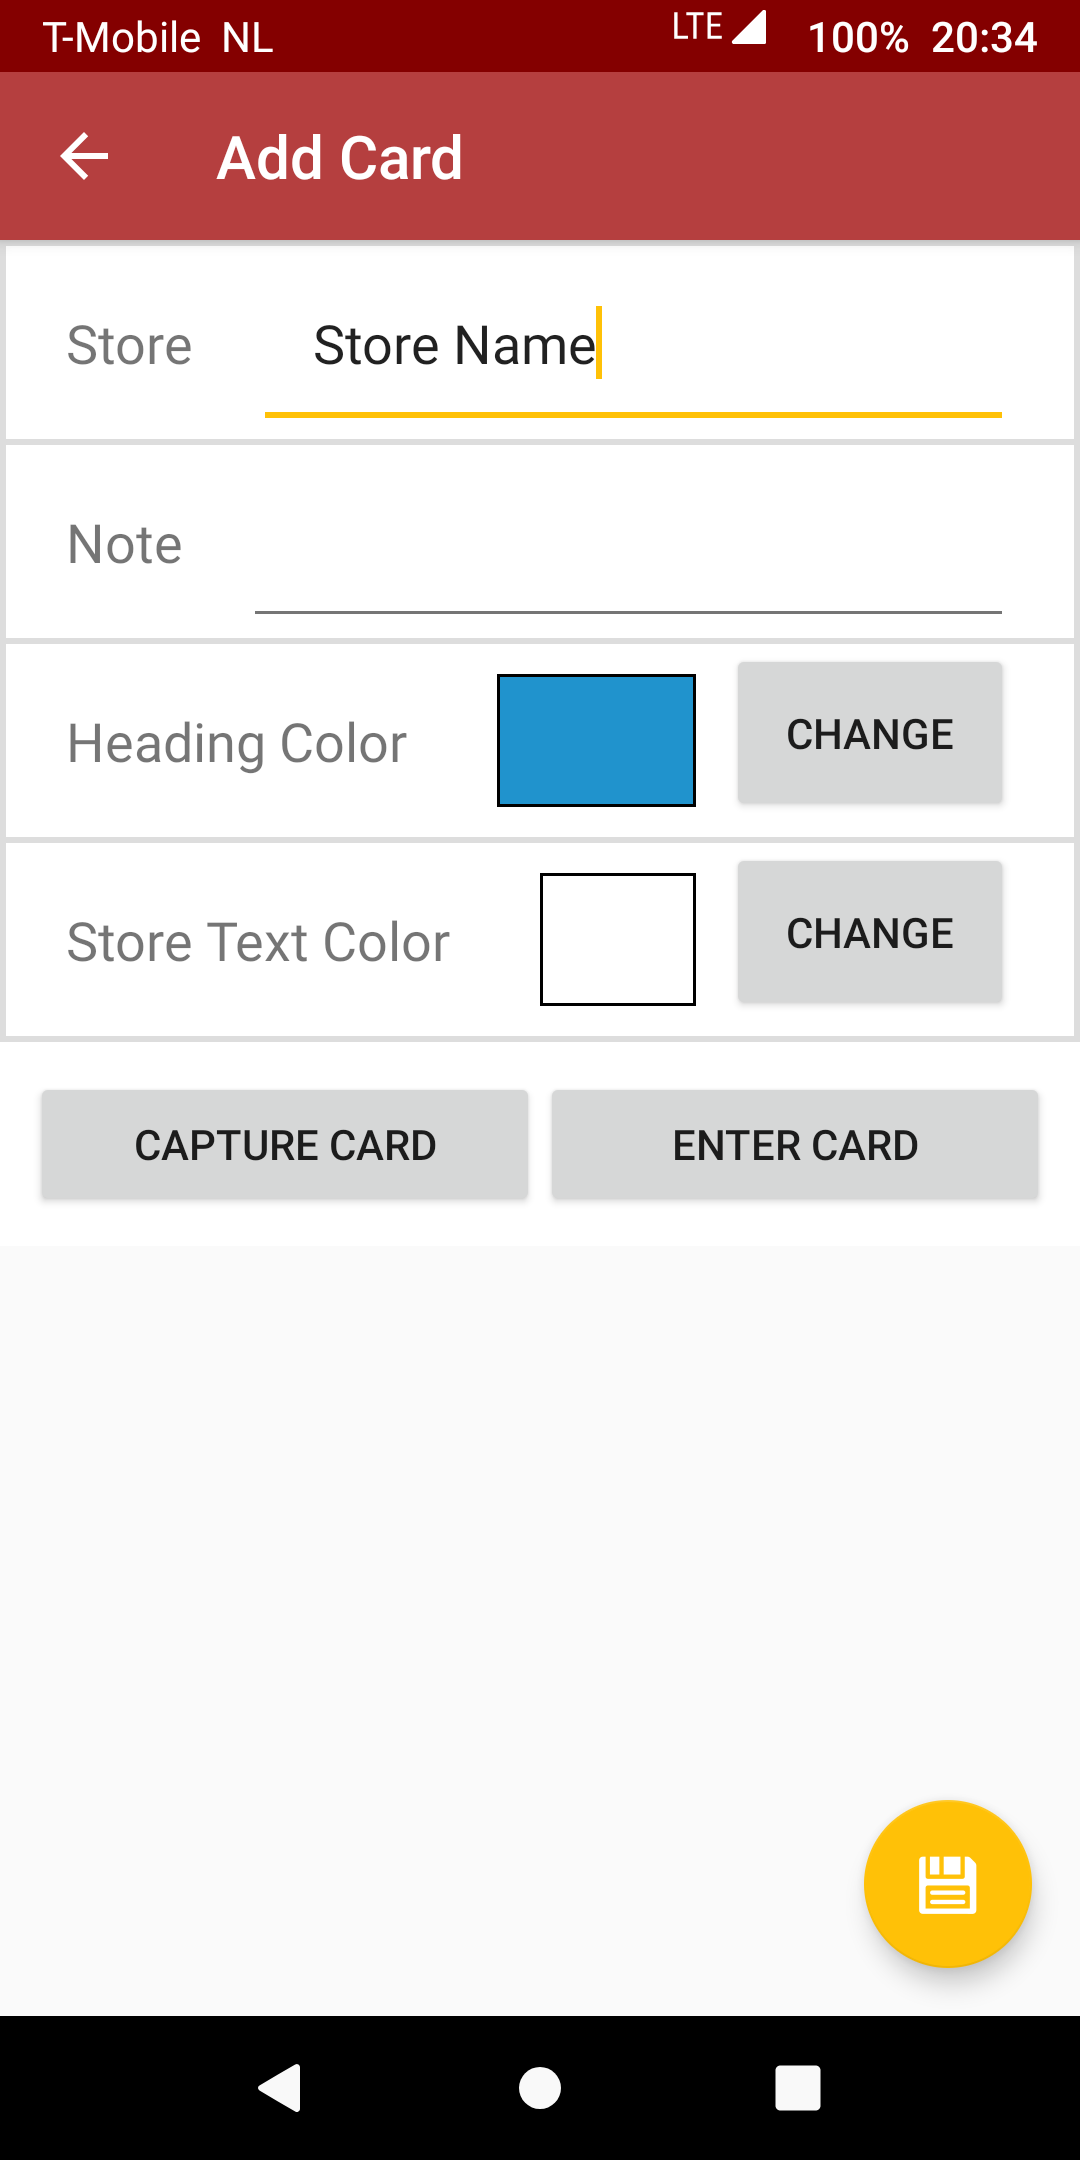 T-Mobile NL LTE 100% 20:34
Add Card
Store Store Name
Note
Heading Color CHANGE
Store Text Color CHANGE
CAPTURE CARD ENTER CARD